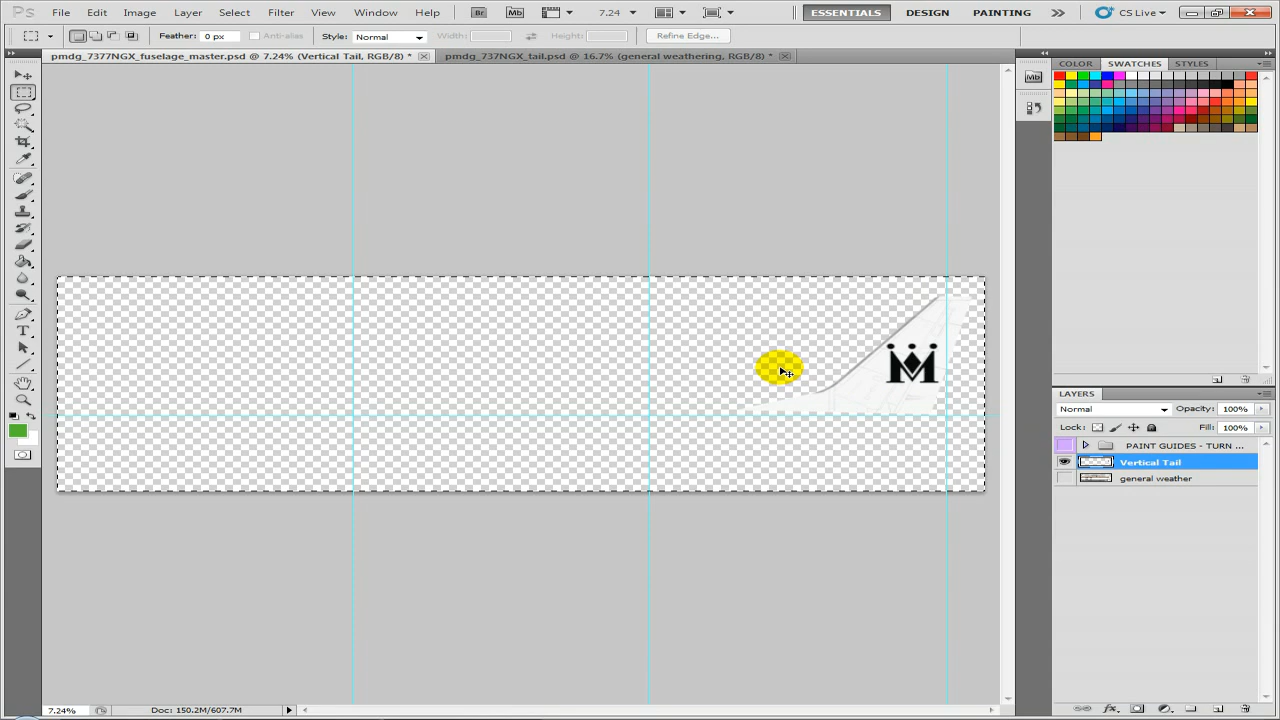 Ps File Edit Image Layer Select Filter View Window Help Br Mb 7.24 ESSENTIALS DESIGN PAINTING CS Live
Feather: 0 px Anti-alias Style: Normal Width: Height: Refine Edge...
pmdg_7377NGX_fuselage_master.psd @ 7.24% (Vertical Tail, RGB/8) * pmdg_737NGX_tail.psd @ 16.7% (general weathering, RGB/8) *
COLOR SWATCHES STYLES
Mb
M
LAYERS
Normal Opacity: 100%
Lock: Fill: 100%
PAINT GUIDES - TURN ...
Vertical Tail
general weather
T
7.24% Doc: 150.2M/607.7M
fx